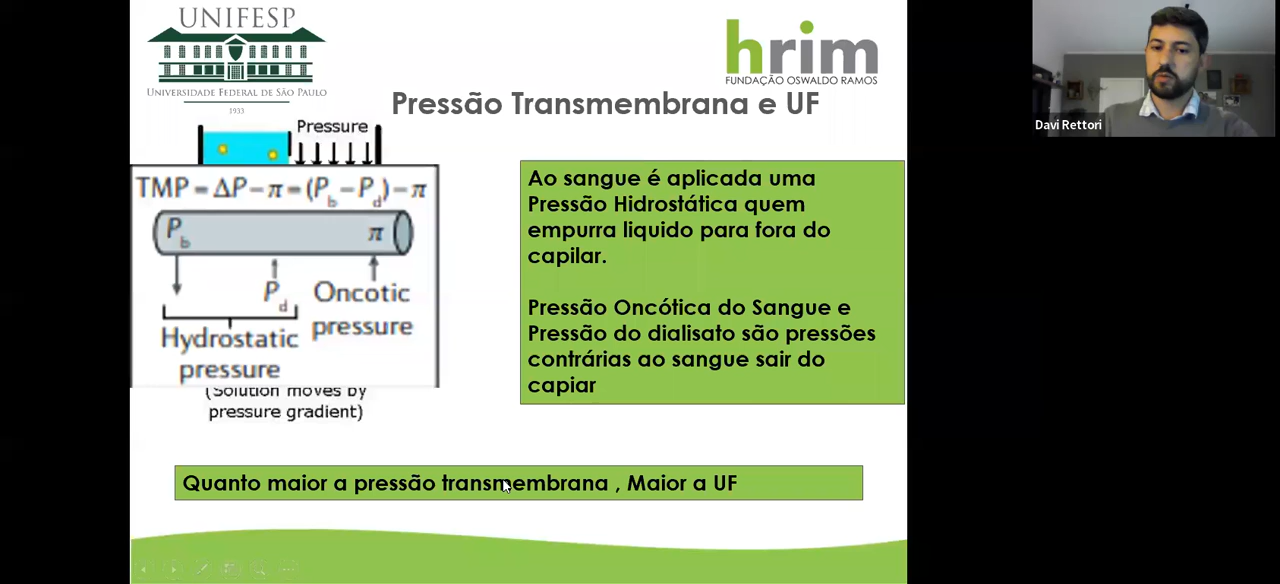 UNIFESP
UNIVERSIDADE FEDERAL DE SÃO PAULO
1933
hrim
FUNDAÇÃO OSWALDO RAMOS
Davi Rettori
Pressão Transmembrana e UF
Pressure
TMP = ΔP − π = (Pb − Pd) − π
Pb
π
Pd
Oncotic
pressure
Hydrostatic
pressure
(Solution moves by
pressure gradient)
Ao sangue é aplicada uma
Pressão Hidrostática quem
empurra liquido para fora do
capilar.
Pressão Oncótica do Sangue e
Pressão do dialisato são pressões
contrárias ao sangue sair do
capiar
Quanto maior a pressão transmembrana , Maior a UF